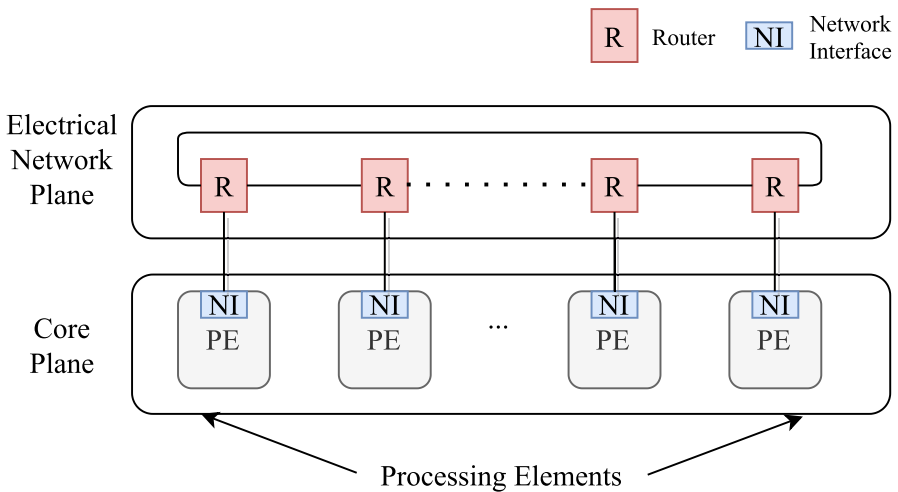 R Router NI Network Interface
Electrical
Network
Plane
R R R R
NI NI NI NI
PE PE ... PE PE
Core
Plane
Processing Elements